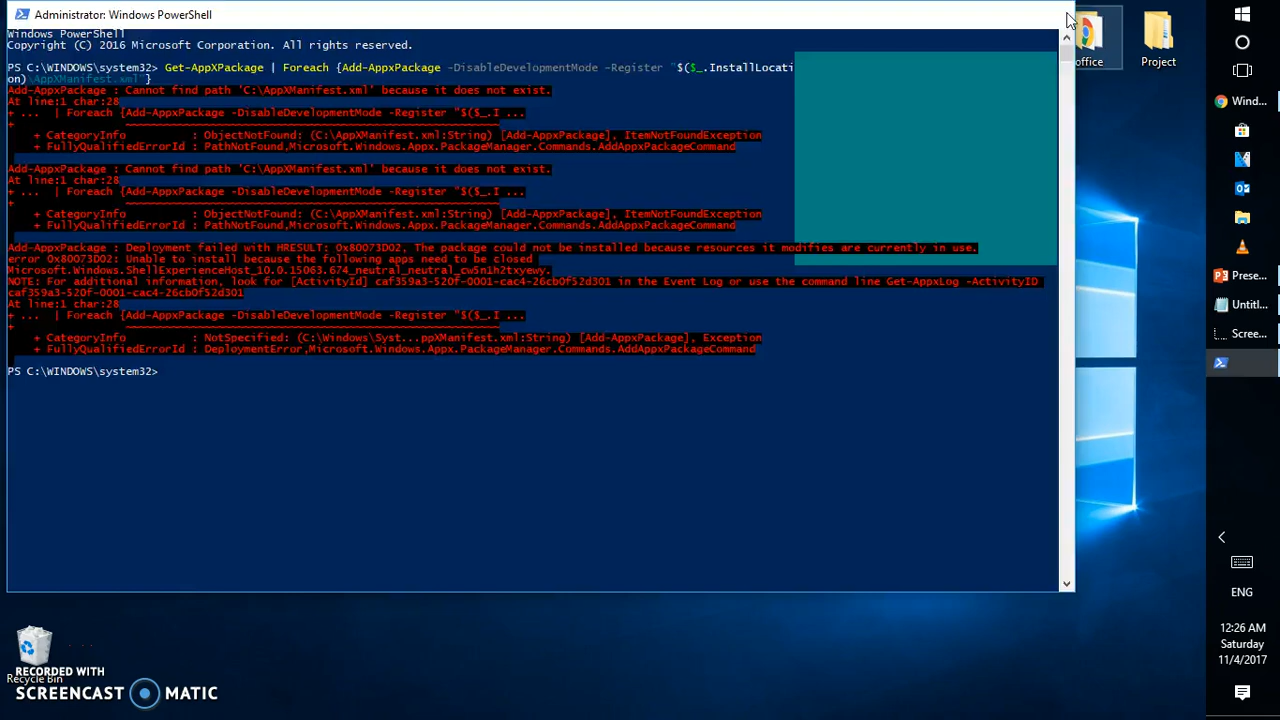 Administrator: Windows PowerShell
Windows PowerShell
Copyright (C) 2016 Microsoft Corporation. All rights reserved.
PS C:\WINDOWS\system32> Get-AppXPackage | Foreach {Add-AppxPackage -DisableDevelopmentMode -Register "$($_.InstallLocati
on)\AppXManifest.xml"}
Add-AppxPackage : Cannot find path 'C:\AppXManifest.xml' because it does not exist.
At line:1 char:28
+ ... | Foreach {Add-AppxPackage -DisableDevelopmentMode -Register "$($_.I ...
+ ~~~~~~~~~~~~~~~~~~~~~~~~~~~~~~~~~~~~~~~~~~~~~~~~~~~~~~~~~
+ CategoryInfo : ObjectNotFound: (C:\AppXManifest.xml:String) [Add-AppxPackage], ItemNotFoundException
+ FullyQualifiedErrorId : PathNotFound,Microsoft.Windows.Appx.PackageManager.Commands.AddAppxPackageCommand
Add-AppxPackage : Cannot find path 'C:\AppXManifest.xml' because it does not exist.
At line:1 char:28
+ ... | Foreach {Add-AppxPackage -DisableDevelopmentMode -Register "$($_.I ...
+ ~~~~~~~~~~~~~~~~~~~~~~~~~~~~~~~~~~~~~~~~~~~~~~~~~~~~~~~~~
+ CategoryInfo : ObjectNotFound: (C:\AppXManifest.xml:String) [Add-AppxPackage], ItemNotFoundException
+ FullyQualifiedErrorId : PathNotFound,Microsoft.Windows.Appx.PackageManager.Commands.AddAppxPackageCommand
Add-AppxPackage : Deployment failed with HRESULT: 0x80073D02, The package could not be installed because resources it modifies are currently in use.
error 0x80073D02: Unable to install because the following apps need to be closed
Microsoft.Windows.ShellExperienceHost_10.0.15063.674_neutral_neutral_cw5n1h2txyewy.
NOTE: For additional information, look for [ActivityId] caf359a3-520f-0001-cac4-26cb0f52d301 in the Event Log or use the command line Get-AppxLog -ActivityID
caf359a3-520f-0001-cac4-26cb0f52d301
At line:1 char:28
+ ... | Foreach {Add-AppxPackage -DisableDevelopmentMode -Register "$($_.I ...
+ ~~~~~~~~~~~~~~~~~~~~~~~~~~~~~~~~~~~~~~~~~~~~~~~~~~~~~~~~~
+ CategoryInfo : NotSpecified: (C:\Windows\Syst...ppXManifest.xml:String) [Add-AppxPackage], Exception
+ FullyQualifiedErrorId : DeploymentError,Microsoft.Windows.Appx.PackageManager.Commands.AddAppxPackageCommand
PS C:\WINDOWS\system32>
office
Project
Wind...
Prese...
Untitl...
Scree...
ENG
12:26 AM
Saturday
11/4/2017
Recycle Bin
RECORDED WITH
SCREENCAST MATIC